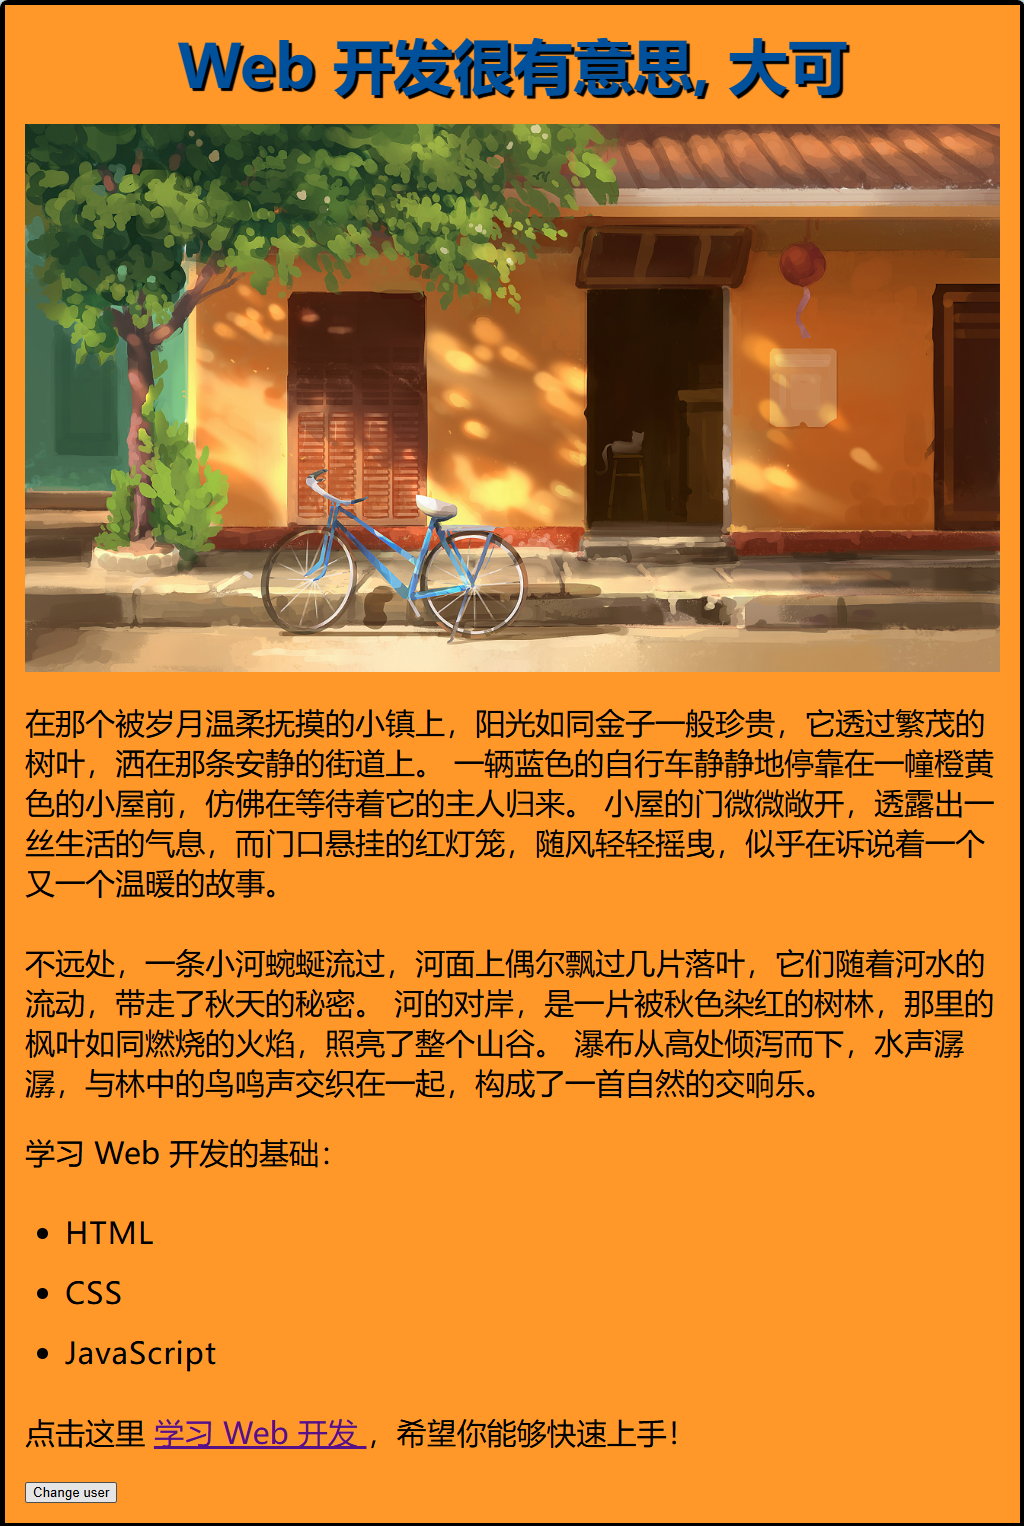 Web 开发很有意思, 大可
在那个被岁月温柔抚摸的小镇上，阳光如同金子一般珍贵，它透过繁茂的
树叶，洒在那条安静的街道上。 一辆蓝色的自行车静静地停靠在一幢橙黄
色的小屋前，仿佛在等待着它的主人归来。 小屋的门微微敞开，透露出一
丝生活的气息，而门口悬挂的红灯笼，随风轻轻摇曳，似乎在诉说着一个
又一个温暖的故事。
不远处，一条小河蜿蜒流过，河面上偶尔飘过几片落叶，它们随着河水的
流动，带走了秋天的秘密。 河的对岸，是一片被秋色染红的树林，那里的
枫叶如同燃烧的火焰，照亮了整个山谷。 瀑布从高处倾泻而下，水声潺
潺，与林中的鸟鸣声交织在一起，构成了一首自然的交响乐。
学习 Web 开发的基础：
• HTML
• CSS
• JavaScript
点击这里 学习 Web 开发 ，希望你能够快速上手！
Change user